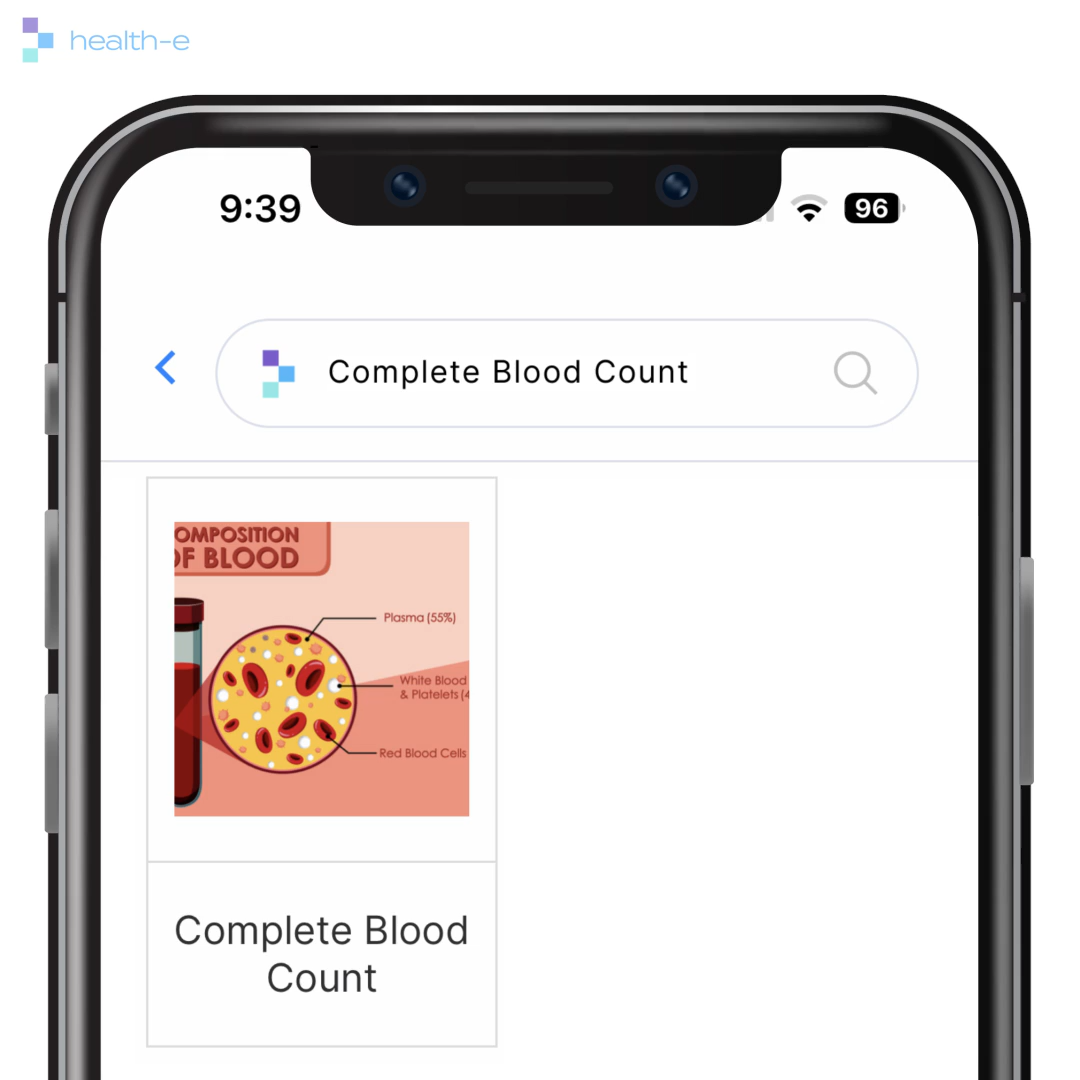 health-e
9:39
96
Complete Blood Count
OMPOSITION
OF BLOOD
Plasma (55%)
White Blood
& Platelets (4
Red Blood Cells
Complete Blood
Count